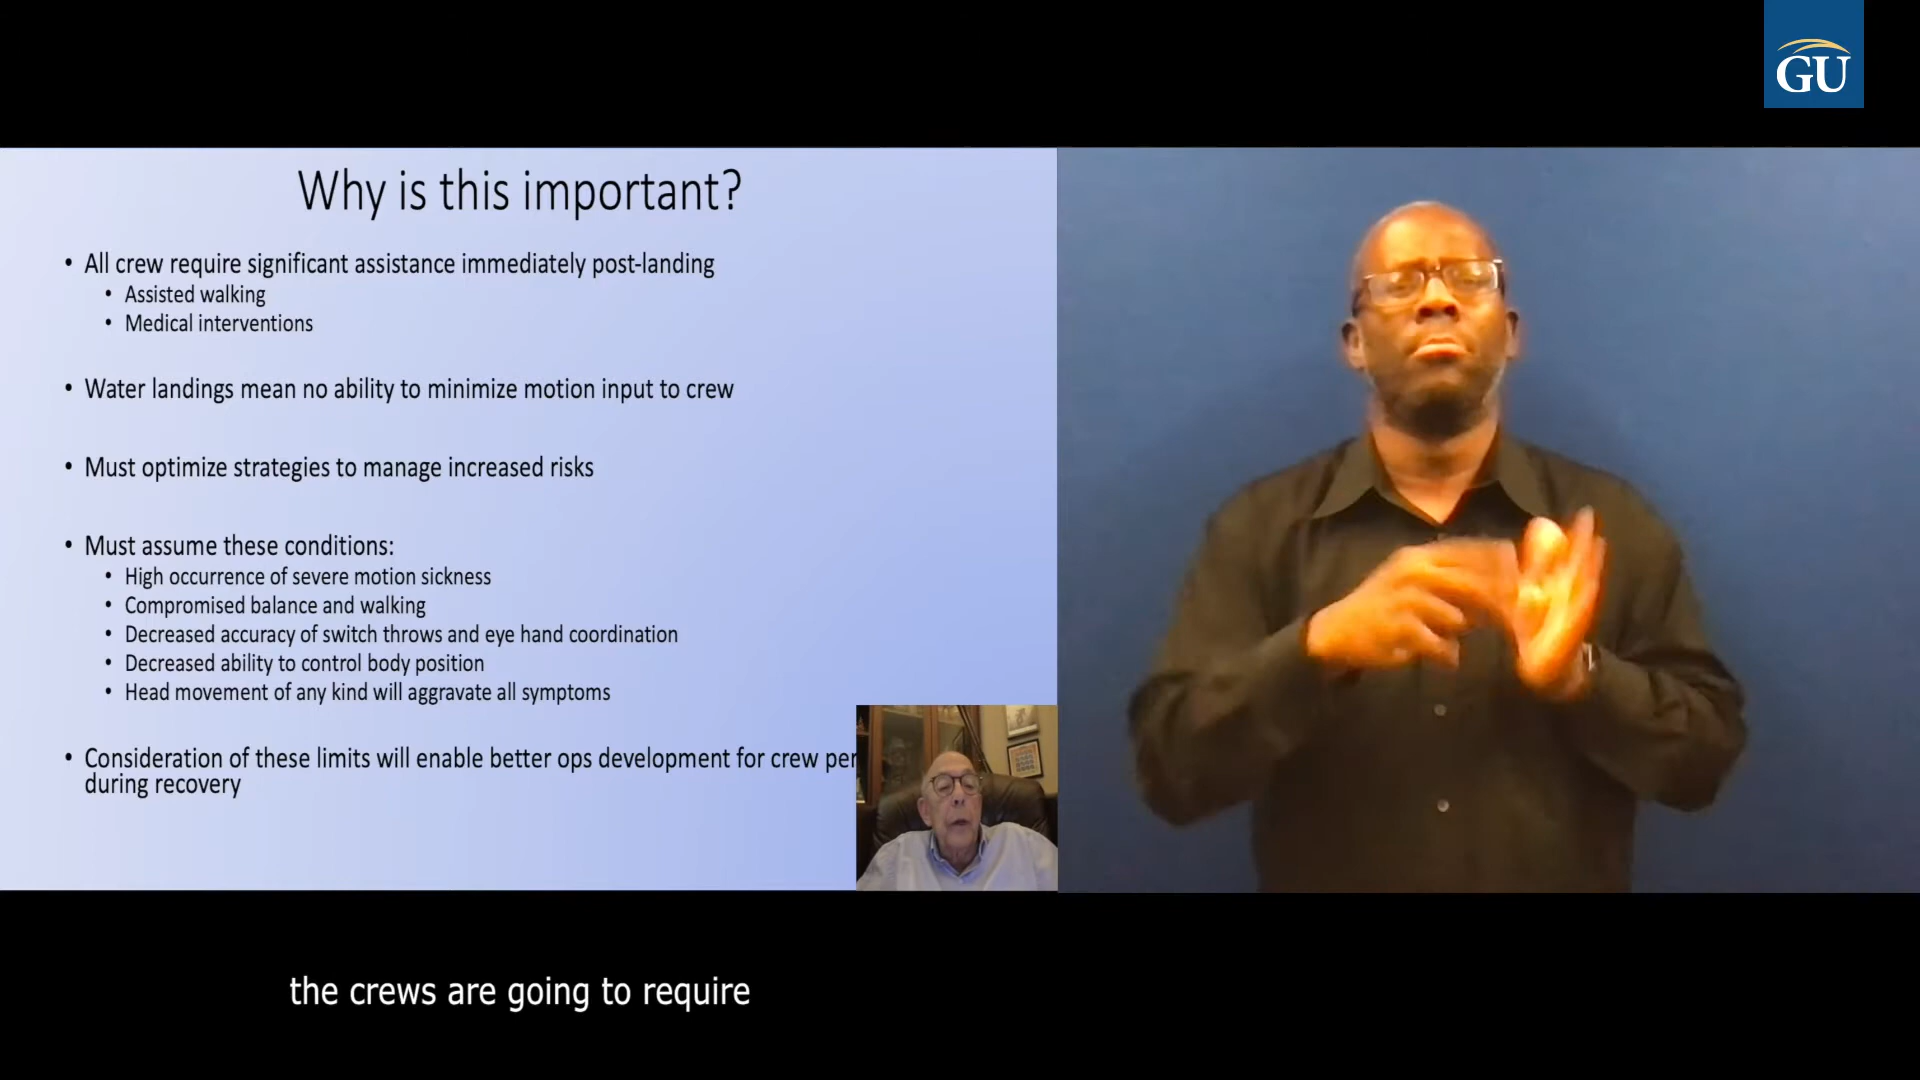 GU
Why is this important?
• All crew require significant assistance immediately post-landing
• Assisted walking
• Medical interventions
• Water landings mean no ability to minimize motion input to crew
• Must optimize strategies to manage increased risks
• Must assume these conditions:
• High occurrence of severe motion sickness
• Compromised balance and walking
• Decreased accuracy of switch throws and eye hand coordination
• Decreased ability to control body position
• Head movement of any kind will aggravate all symptoms
• Consideration of these limits will enable better ops development for crew per
during recovery
the crews are going to require